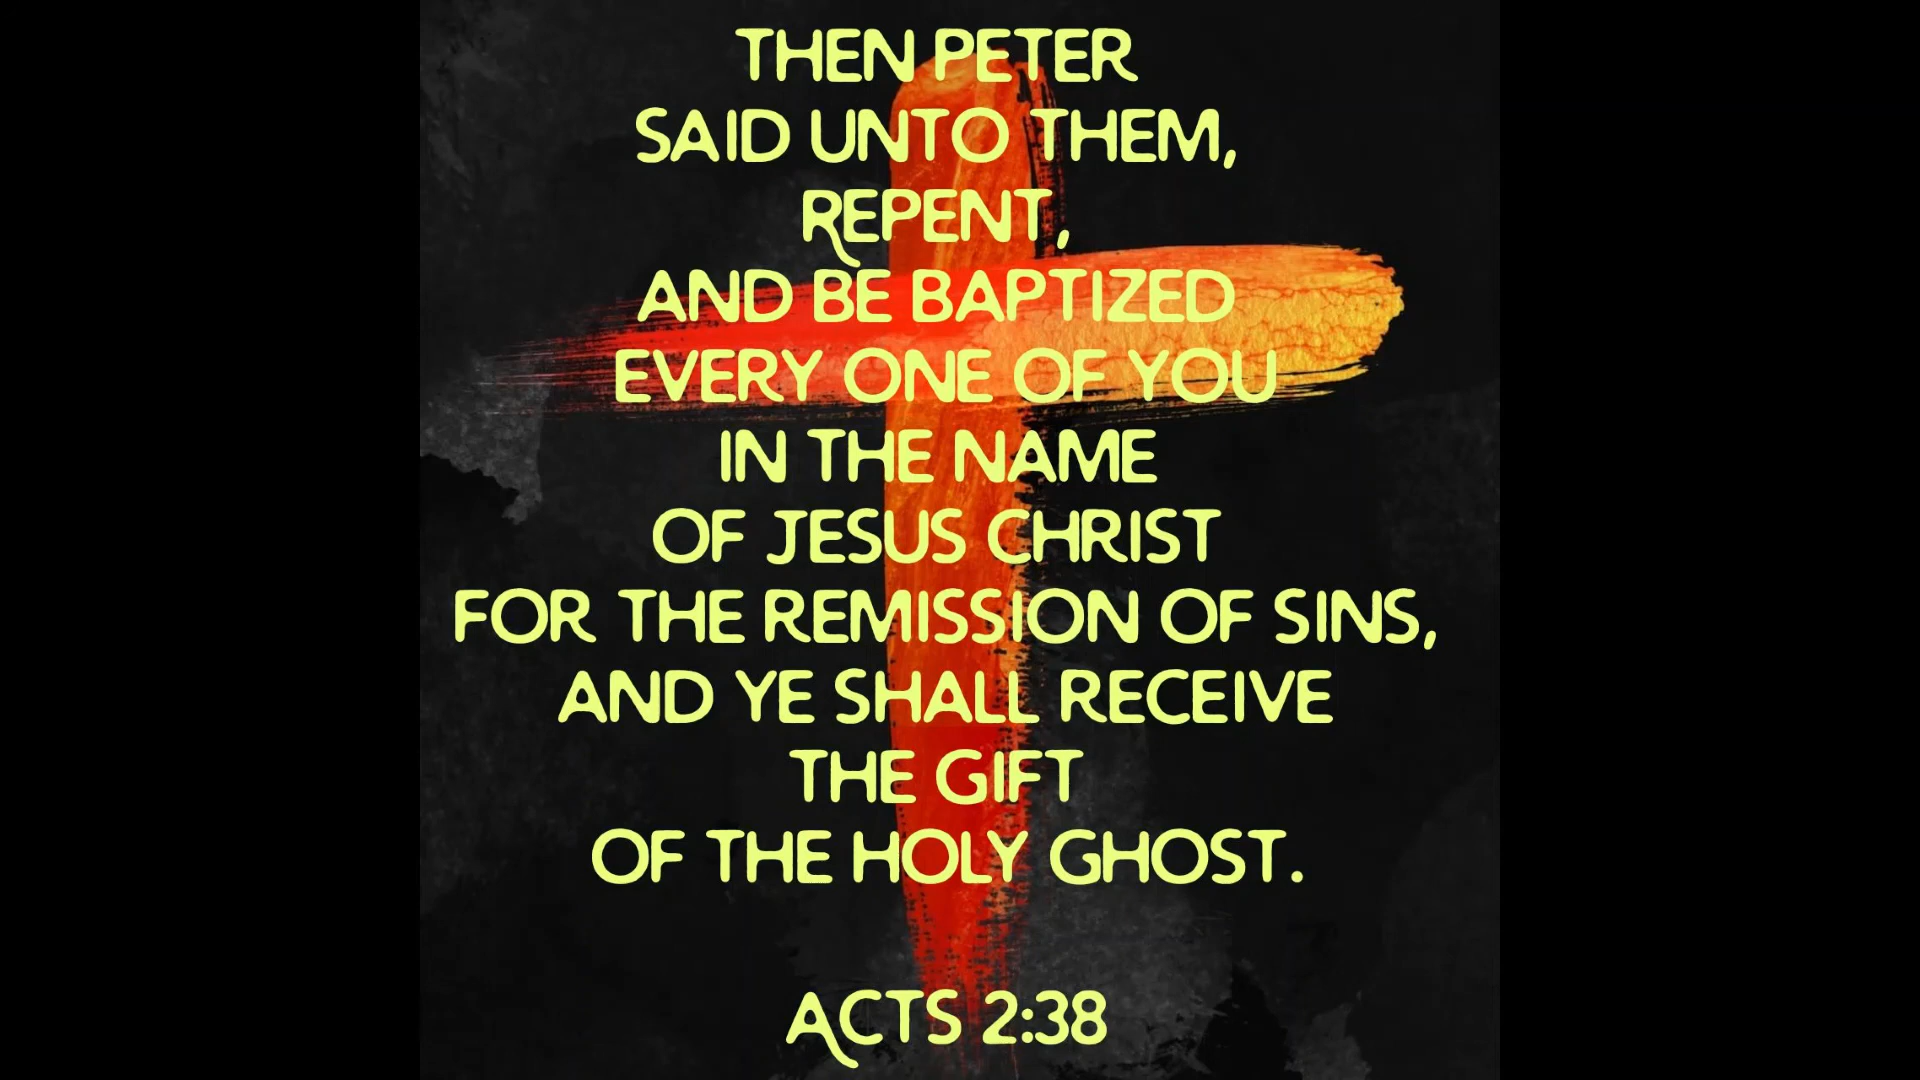 THEN PETER
SAID UNTO THEM,
REPENT,
AND BE BAPTIZED
EVERY ONE OF YOU
IN THE NAME
OF JESUS CHRIST
FOR THE REMISSION OF SINS,
AND YE SHALL RECEIVE
THE GIFT
OF THE HOLY GHOST.
ACTS 2:38